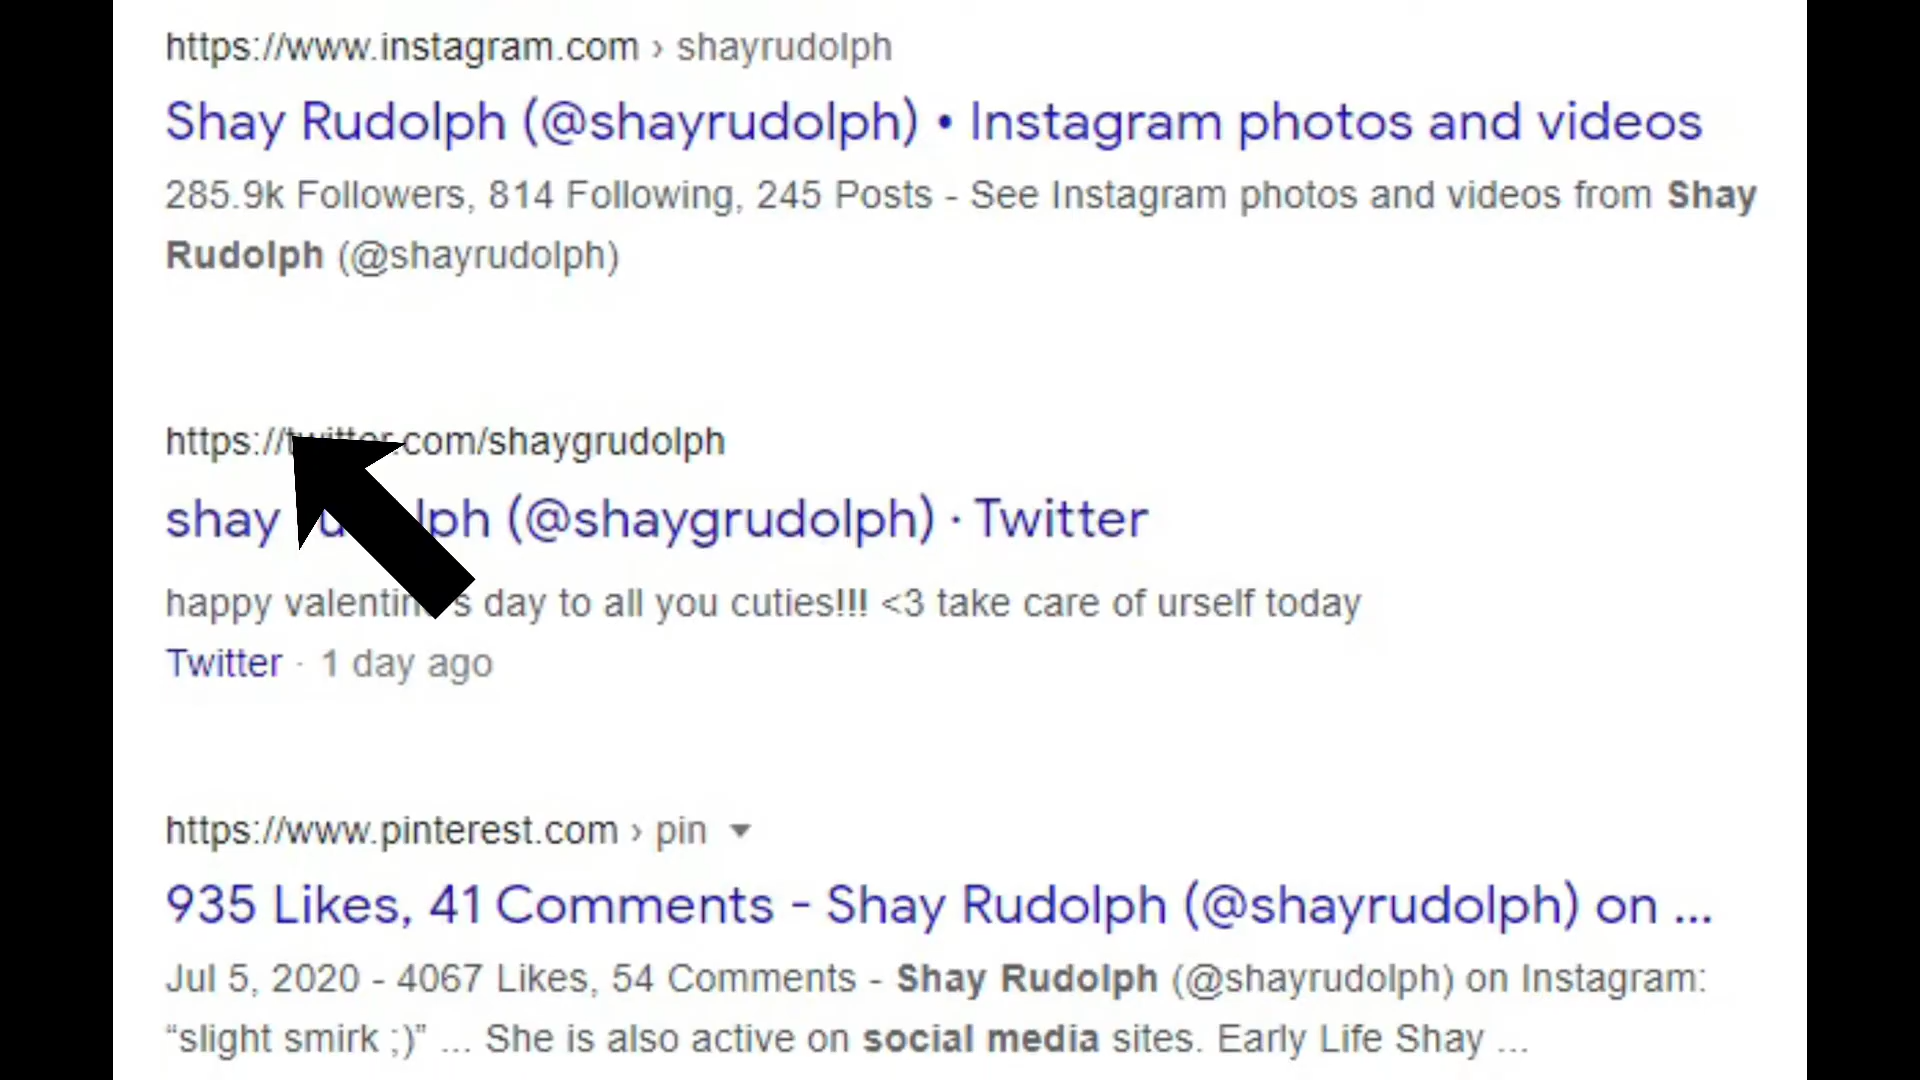 https://www.instagram.com › shayrudolph
Shay Rudolph (@shayrudolph) • Instagram photos and videos
285.9k Followers, 814 Following, 245 Posts - See Instagram photos and videos from Shay
Rudolph (@shayrudolph)
https://twitter.com/shaygrudolph
shay rudolph (@shaygrudolph) · Twitter
happy valentine's day to all you cuties!!! <3 take care of urself today
Twitter · 1 day ago
https://www.pinterest.com › pin
935 Likes, 41 Comments - Shay Rudolph (@shayrudolph) on ...
Jul 5, 2020 - 4067 Likes, 54 Comments - Shay Rudolph (@shayrudolph) on Instagram:
“slight smirk ;)” ... She is also active on social media sites. Early Life Shay ...